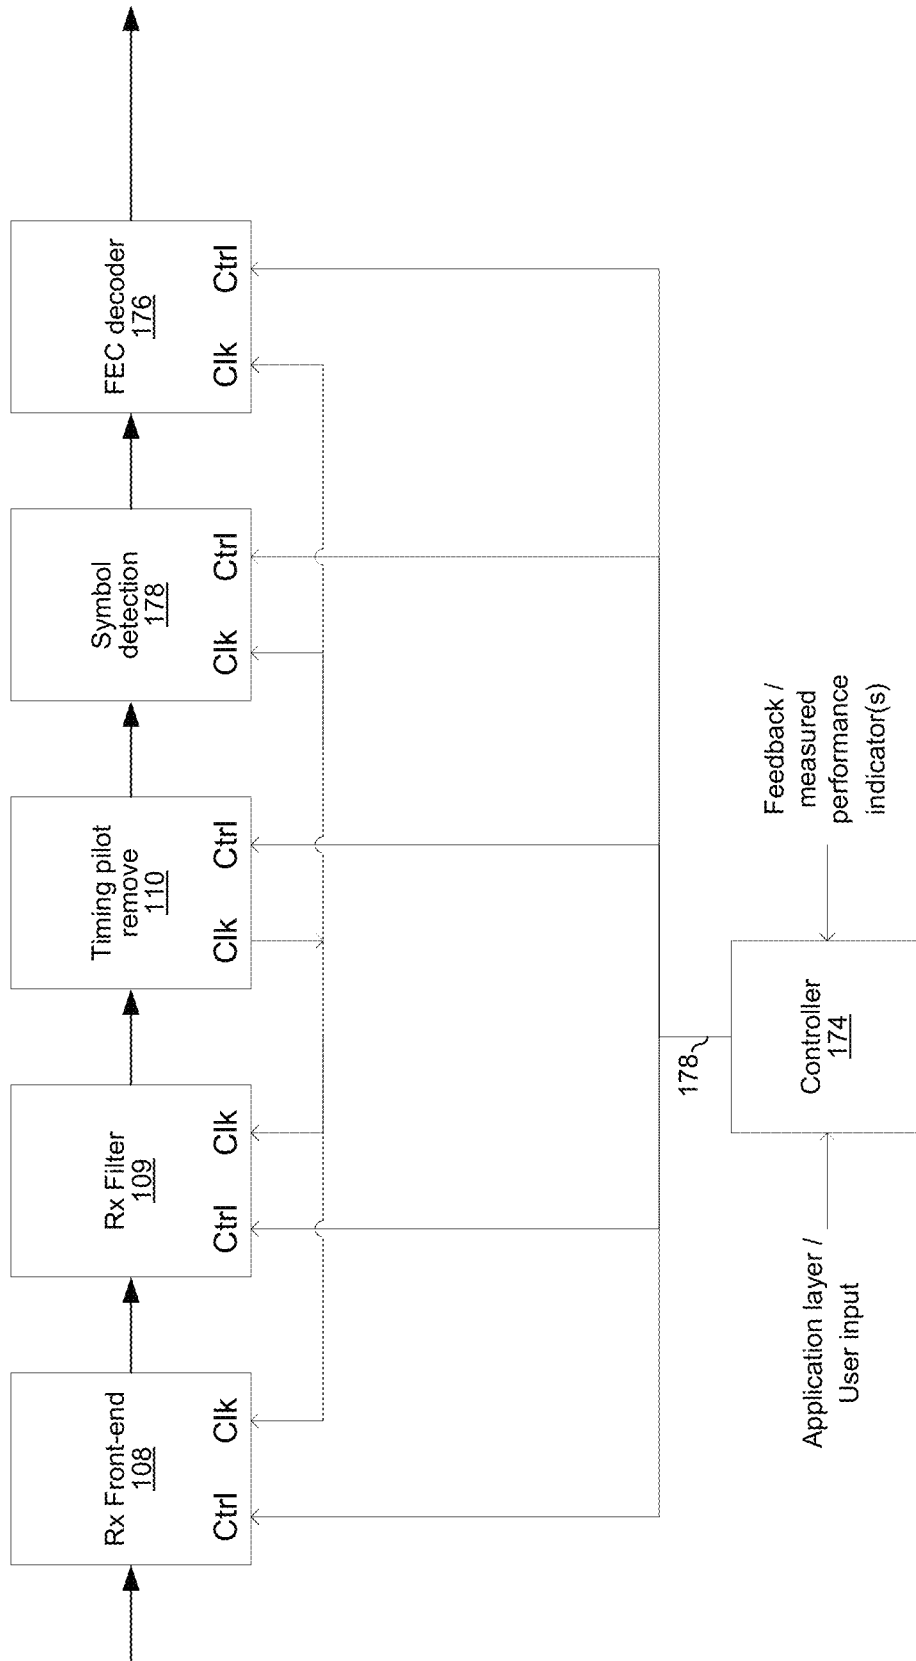 Rx Front-end
108
Ctrl
Clk
Rx Filter
109
Ctrl
Clk
Timing pilot
remove
110
Clk
Ctrl
Symbol
detection
178
Clk
Ctrl
FEC decoder
176
Clk
Ctrl
178
Application layer /
User input
Controller
174
Feedback /
measured
performance
indicator(s)